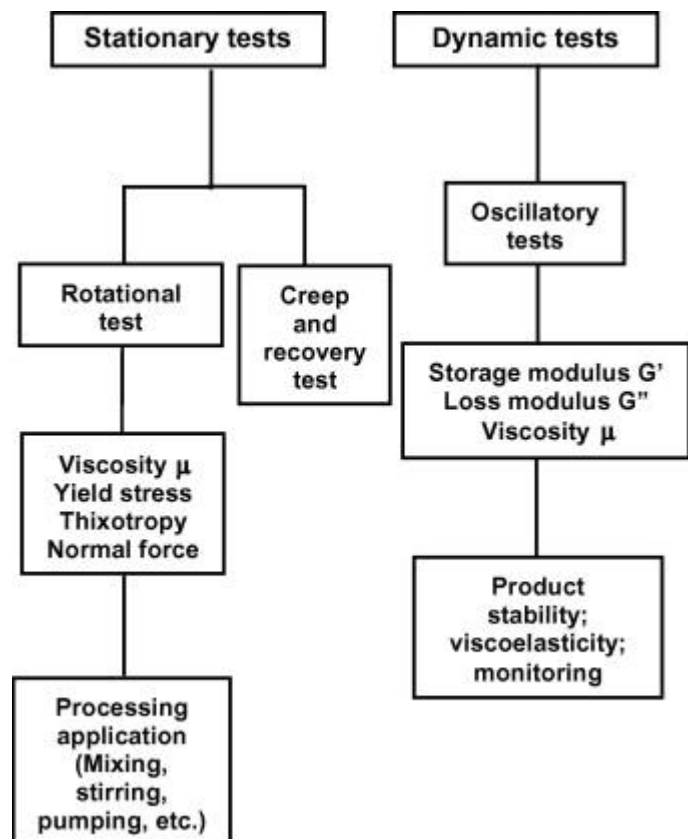 Stationary tests
Dynamic tests
Oscillatory
tests
Rotational
test
Creep
and
recovery
test
Storage modulus G’
Loss modulus G”
Viscosity μ
Viscosity μ
Yield stress
Thixotropy
Normal force
Product
stability;
viscoelasticity;
monitoring
Processing
application
(Mixing,
stirring,
pumping, etc.)